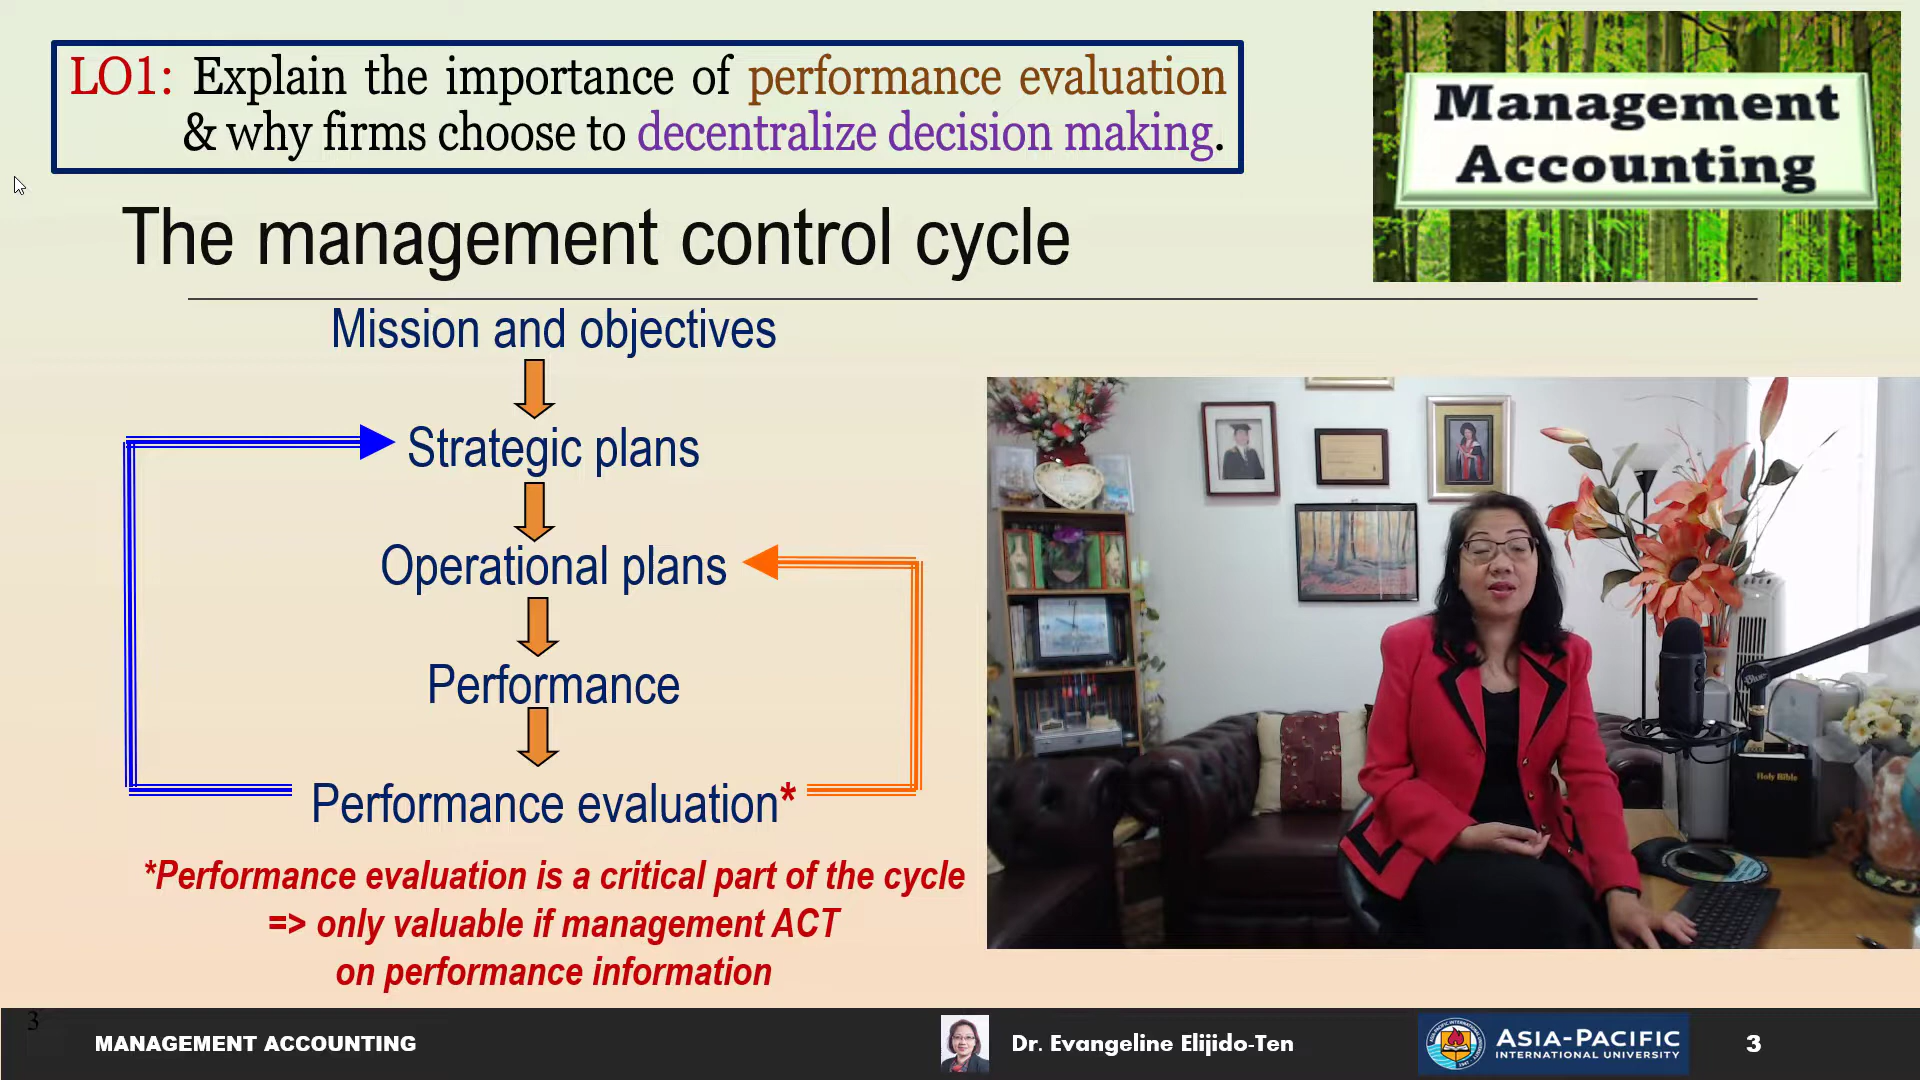 LO1: Explain the importance of performance evaluation
& why firms choose to decentralize decision making.
Management
Accounting
The management control cycle
Mission and objectives
Strategic plans
Operational plans
Performance
Performance evaluation*
*Performance evaluation is a critical part of the cycle
=> only valuable if management ACT
on performance information
Holy Bible
3
MANAGEMENT ACCOUNTING
Dr. Evangeline Elijido-Ten
ASIA-PACIFIC
INTERNATIONAL UNIVERSITY
3